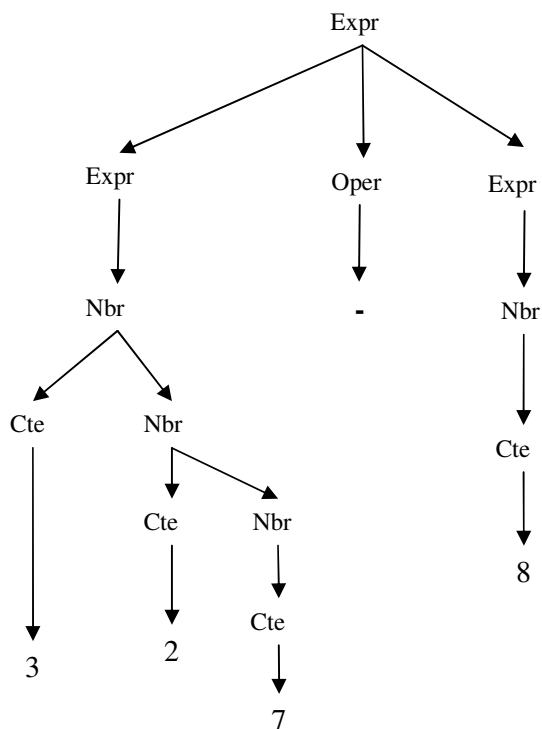 Expr
Expr Oper Expr
Nbr - Nbr
Cte Nbr Cte
Cte Nbr 8
3 2 Cte
7